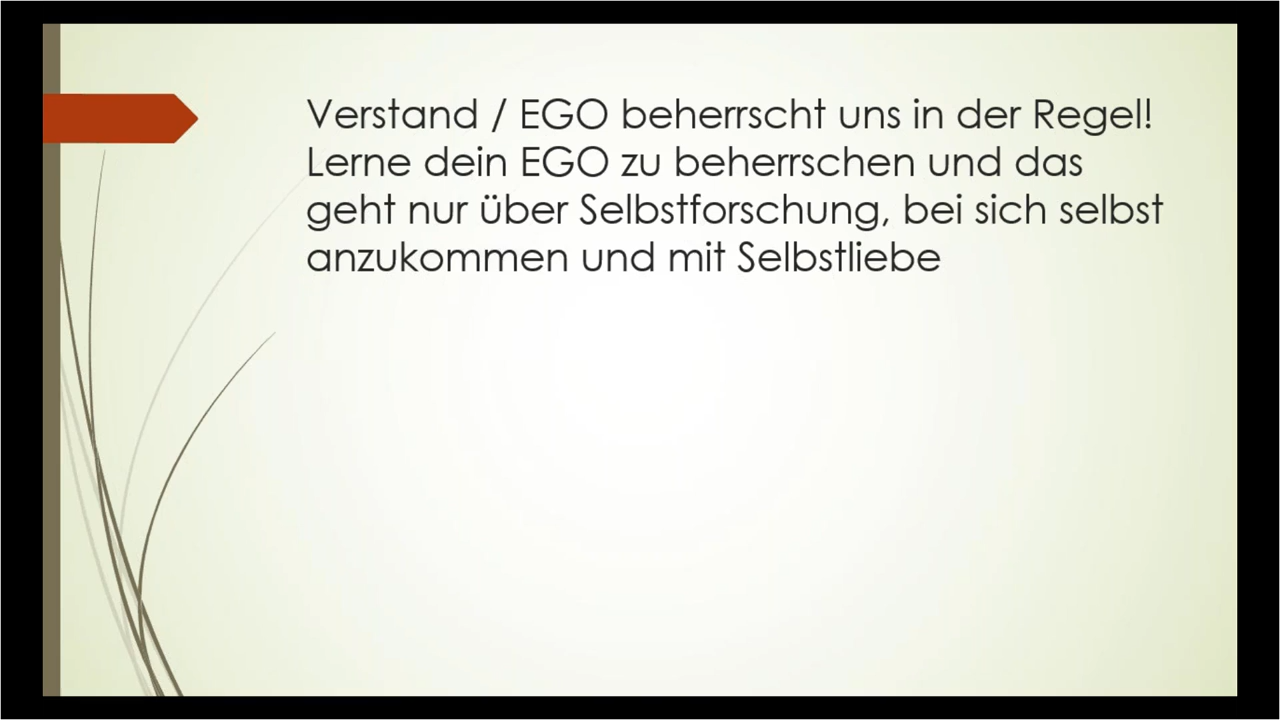 Verstand / EGO beherrscht uns in der Regel!
Lerne dein EGO zu beherrschen und das
geht nur über Selbstforschung, bei sich selbst
anzukommen und mit Selbstliebe